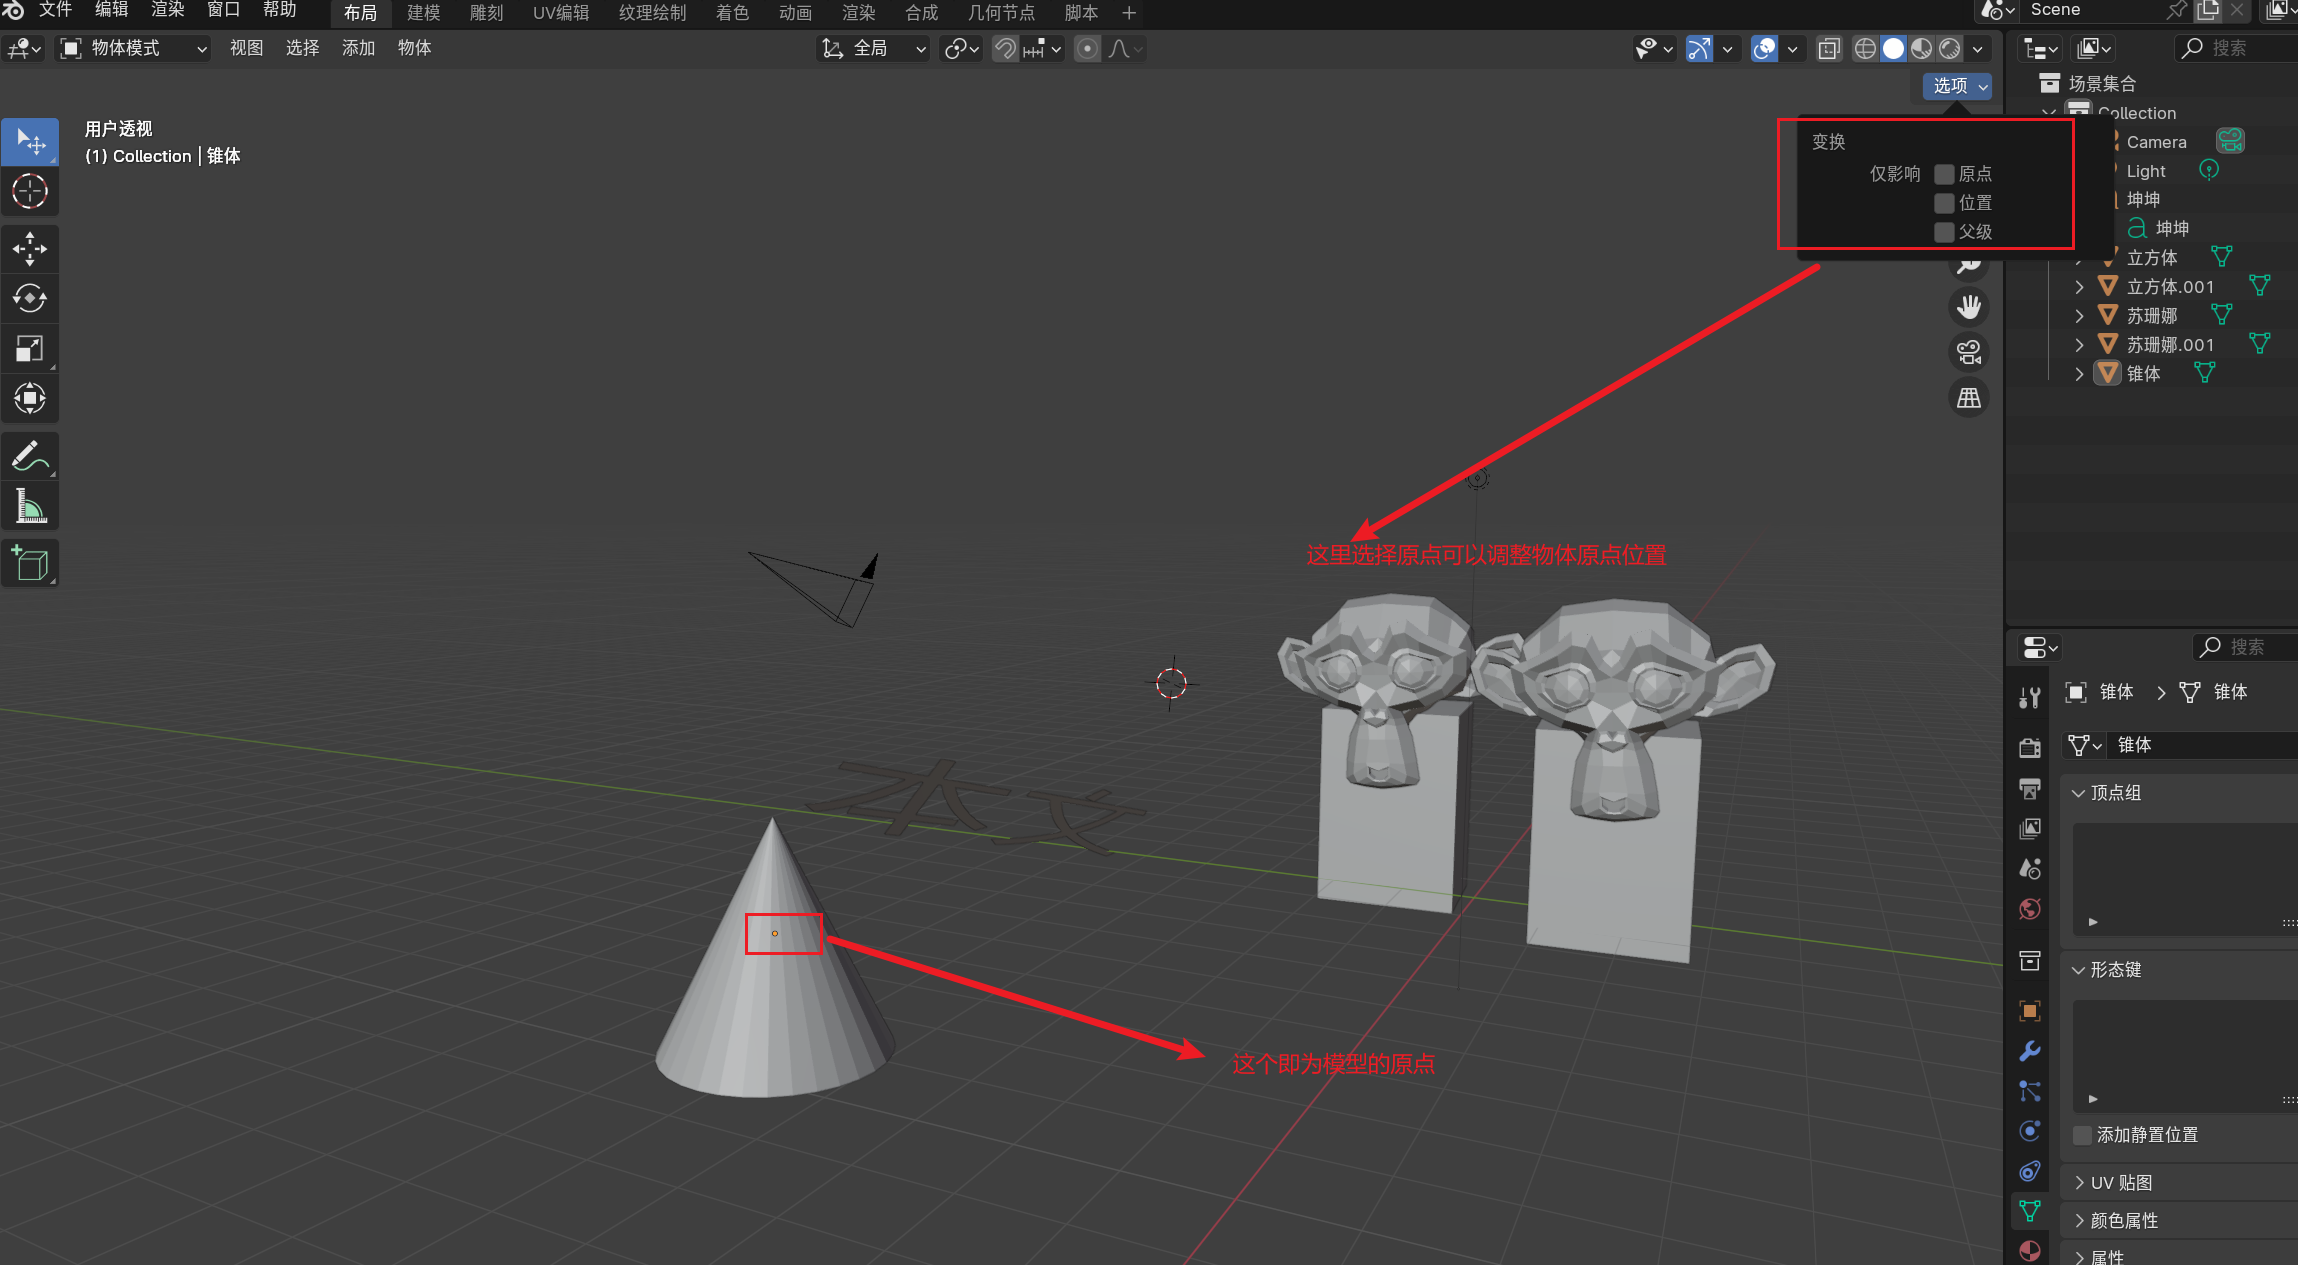 文件 编辑 渲染 窗口 帮助 布局 建模 雕刻 UV编辑 纹理绘制 着色 动画 渲染 合成 几何节点 脚本 + Scene
物体模式 视图 选择 添加 物体 全局 搜索
选项
用户透视
(1) Collection | 锥体
变换
仅影响 原点
位置
父级
场景集合
Collection
Camera
Light
坤坤
坤坤
立方体
立方体.001
苏珊娜
苏珊娜.001
锥体
这里选择原点可以调整物体原点位置
本文
这个即为模型的原点
搜索
锥体 > 锥体
锥体
顶点组
形态键
添加静置位置
UV 贴图
颜色属性
属性